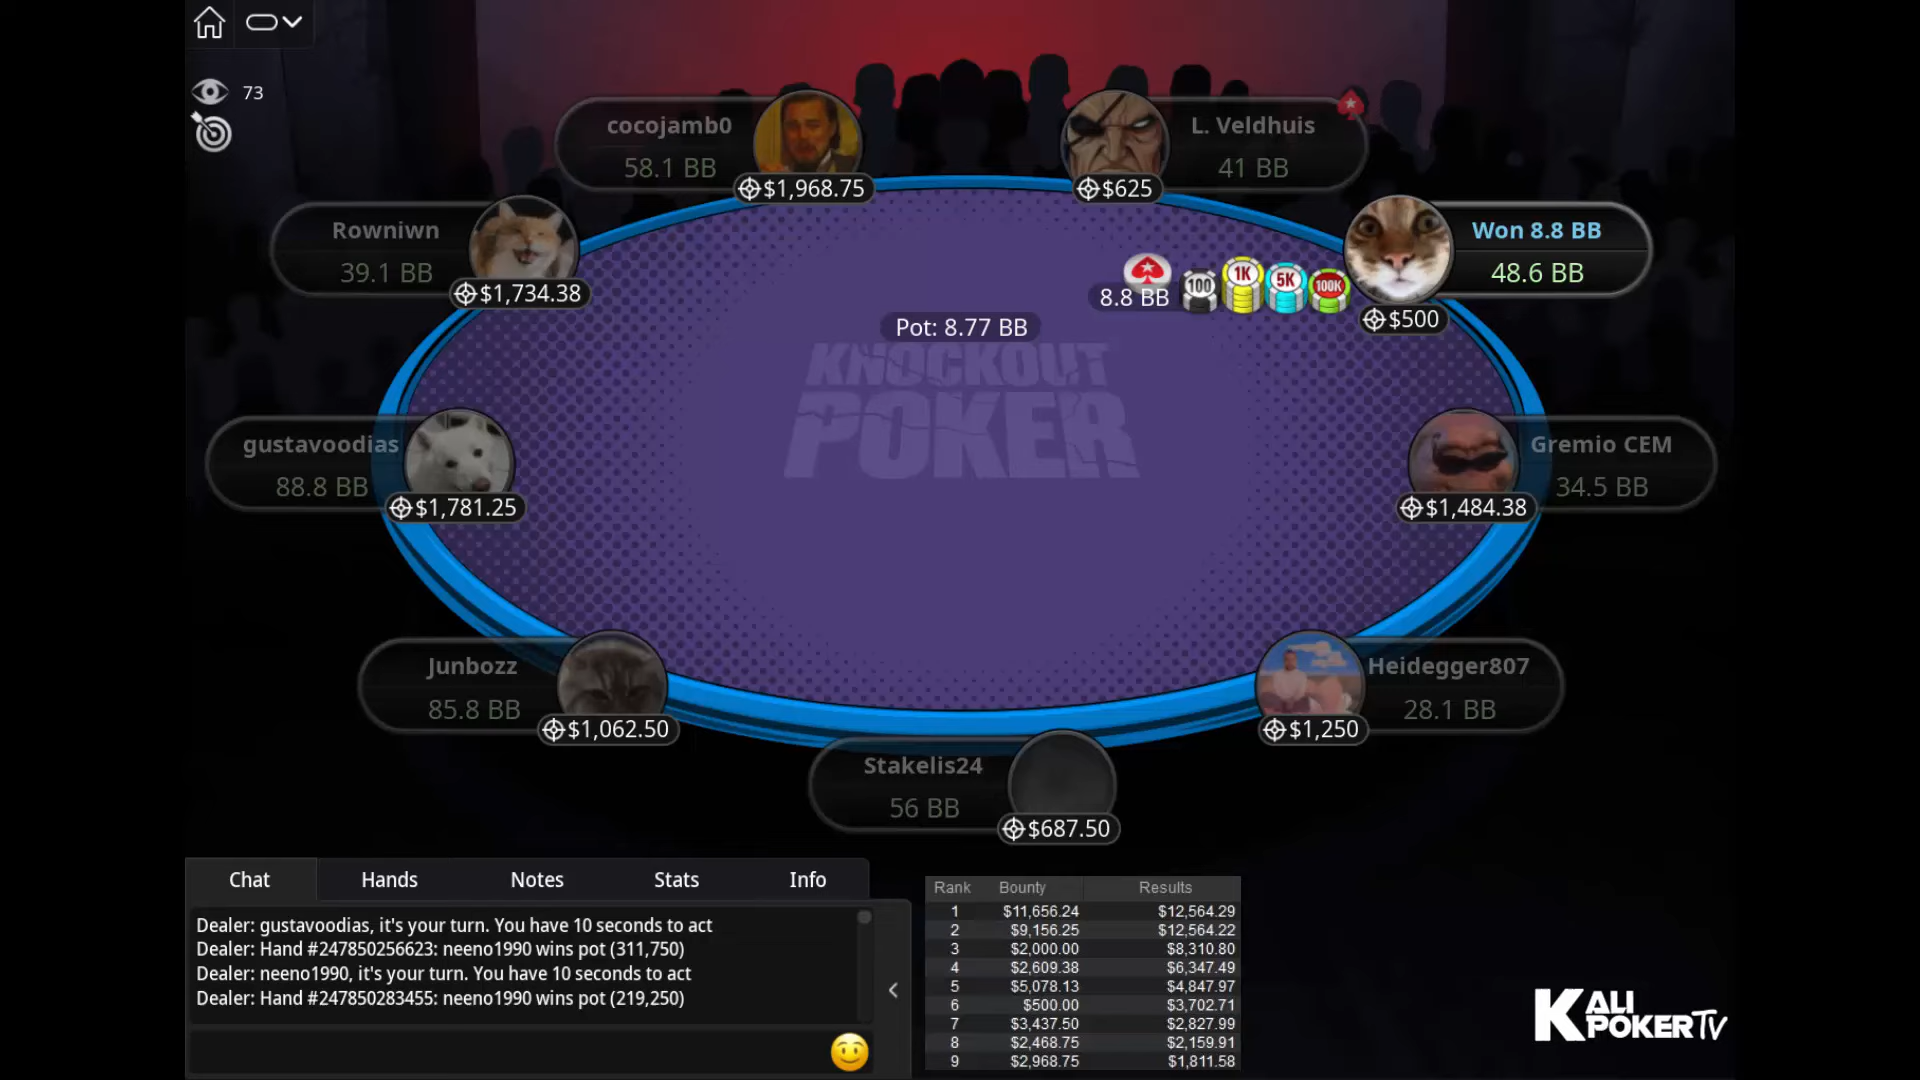 73
cocojamb0
58.1 BB
$1,968.75
L. Veldhuis
41 BB
$625
Rowniwn
39.1 BB
$1,734.38
Won 8.8 BB
48.6 BB
$500
8.8 BB
100
1K
5K
100K
Pot: 8.77 BB
KNOCKOUT
POKER
gustavoodias
88.8 BB
$1,781.25
Gremio CEM
34.5 BB
$1,484.38
Junbozz
85.8 BB
$1,062.50
Heidegger807
28.1 BB
$1,250
Stakelis24
56 BB
$687.50
Chat Hands Notes Stats Info
Dealer: gustavoodias, it's your turn. You have 10 seconds to act
Dealer: Hand #247850256623: neeno1990 wins pot (311,750)
Dealer: neeno1990, it's your turn. You have 10 seconds to act
Dealer: Hand #247850283455: neeno1990 wins pot (219,250)
Rank Bounty Results
1 $11,656.24 $12,564.29
2 $9,156.25 $12,564.22
3 $2,000.00 $8,310.80
4 $2,609.38 $6,347.49
5 $5,078.13 $4,847.97
6 $500.00 $3,702.71
7 $3,437.50 $2,827.99
8 $2,468.75 $2,159.91
9 $2,968.75 $1,811.58
KALI
POKERTV